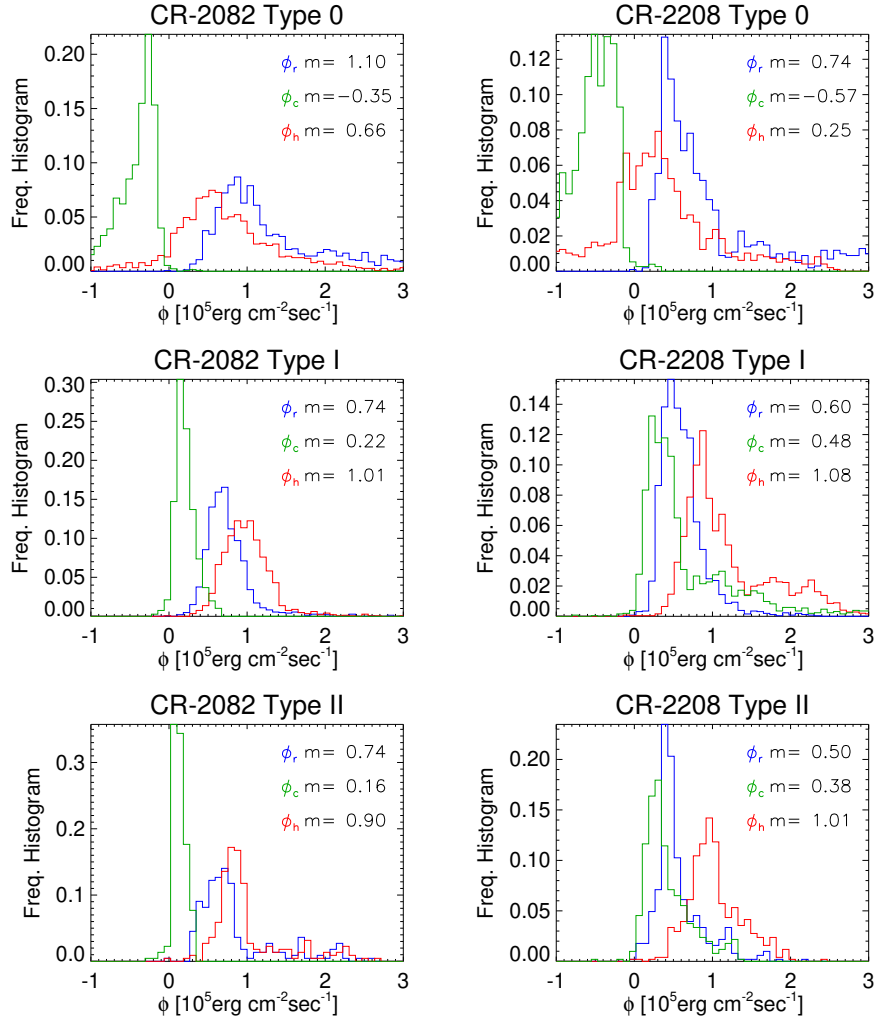 CR-2082 Type 0
Freq. Histogram
0.20
0.15
0.10
0.05
0.00
ϕr m= 1.10
ϕc m=−0.35
ϕh m= 0.66
-1 0 1 2 3
ϕ [10⁵erg cm⁻²sec⁻¹]
CR-2208 Type 0
Freq. Histogram
0.12
0.10
0.08
0.06
0.04
0.02
0.00
ϕr m= 0.74
ϕc m=−0.57
ϕh m= 0.25
-1 0 1 2 3
ϕ [10⁵erg cm⁻²sec⁻¹]
CR-2082 Type I
Freq. Histogram
0.30
0.25
0.20
0.15
0.10
0.05
0.00
ϕr m= 0.74
ϕc m= 0.22
ϕh m= 1.01
-1 0 1 2 3
ϕ [10⁵erg cm⁻²sec⁻¹]
CR-2208 Type I
Freq. Histogram
0.14
0.12
0.10
0.08
0.06
0.04
0.02
0.00
ϕr m= 0.60
ϕc m= 0.48
ϕh m= 1.08
-1 0 1 2 3
ϕ [10⁵erg cm⁻²sec⁻¹]
CR-2082 Type II
Freq. Histogram
0.3
0.2
0.1
0.0
ϕr m= 0.74
ϕc m= 0.16
ϕh m= 0.90
-1 0 1 2 3
ϕ [10⁵erg cm⁻²sec⁻¹]
CR-2208 Type II
Freq. Histogram
0.20
0.15
0.10
0.05
0.00
ϕr m= 0.50
ϕc m= 0.38
ϕh m= 1.01
-1 0 1 2 3
ϕ [10⁵erg cm⁻²sec⁻¹]